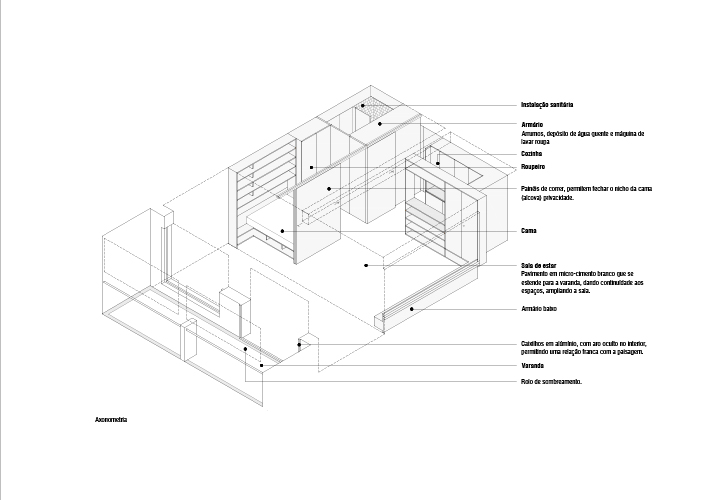 Instalação sanitária
Armário
Arrumos, depósito de água quente e máquina de
lavar roupa
Cozinha
Roupeiro
Painéis de correr, permitem fechar o nicho da cama
(alcova) privacidade.
Cama
Sala de estar
Pavimento em micro-cimento branco que se
estende para a varanda, dando continuidade aos
espaços, ampliando a sala.
Armário baixo
Caixilhos em alúmínio, com aro oculto no interior,
permitindo uma relação franca com a paisagem.
Varanda
Rolo de sombreamento.
Axonometria